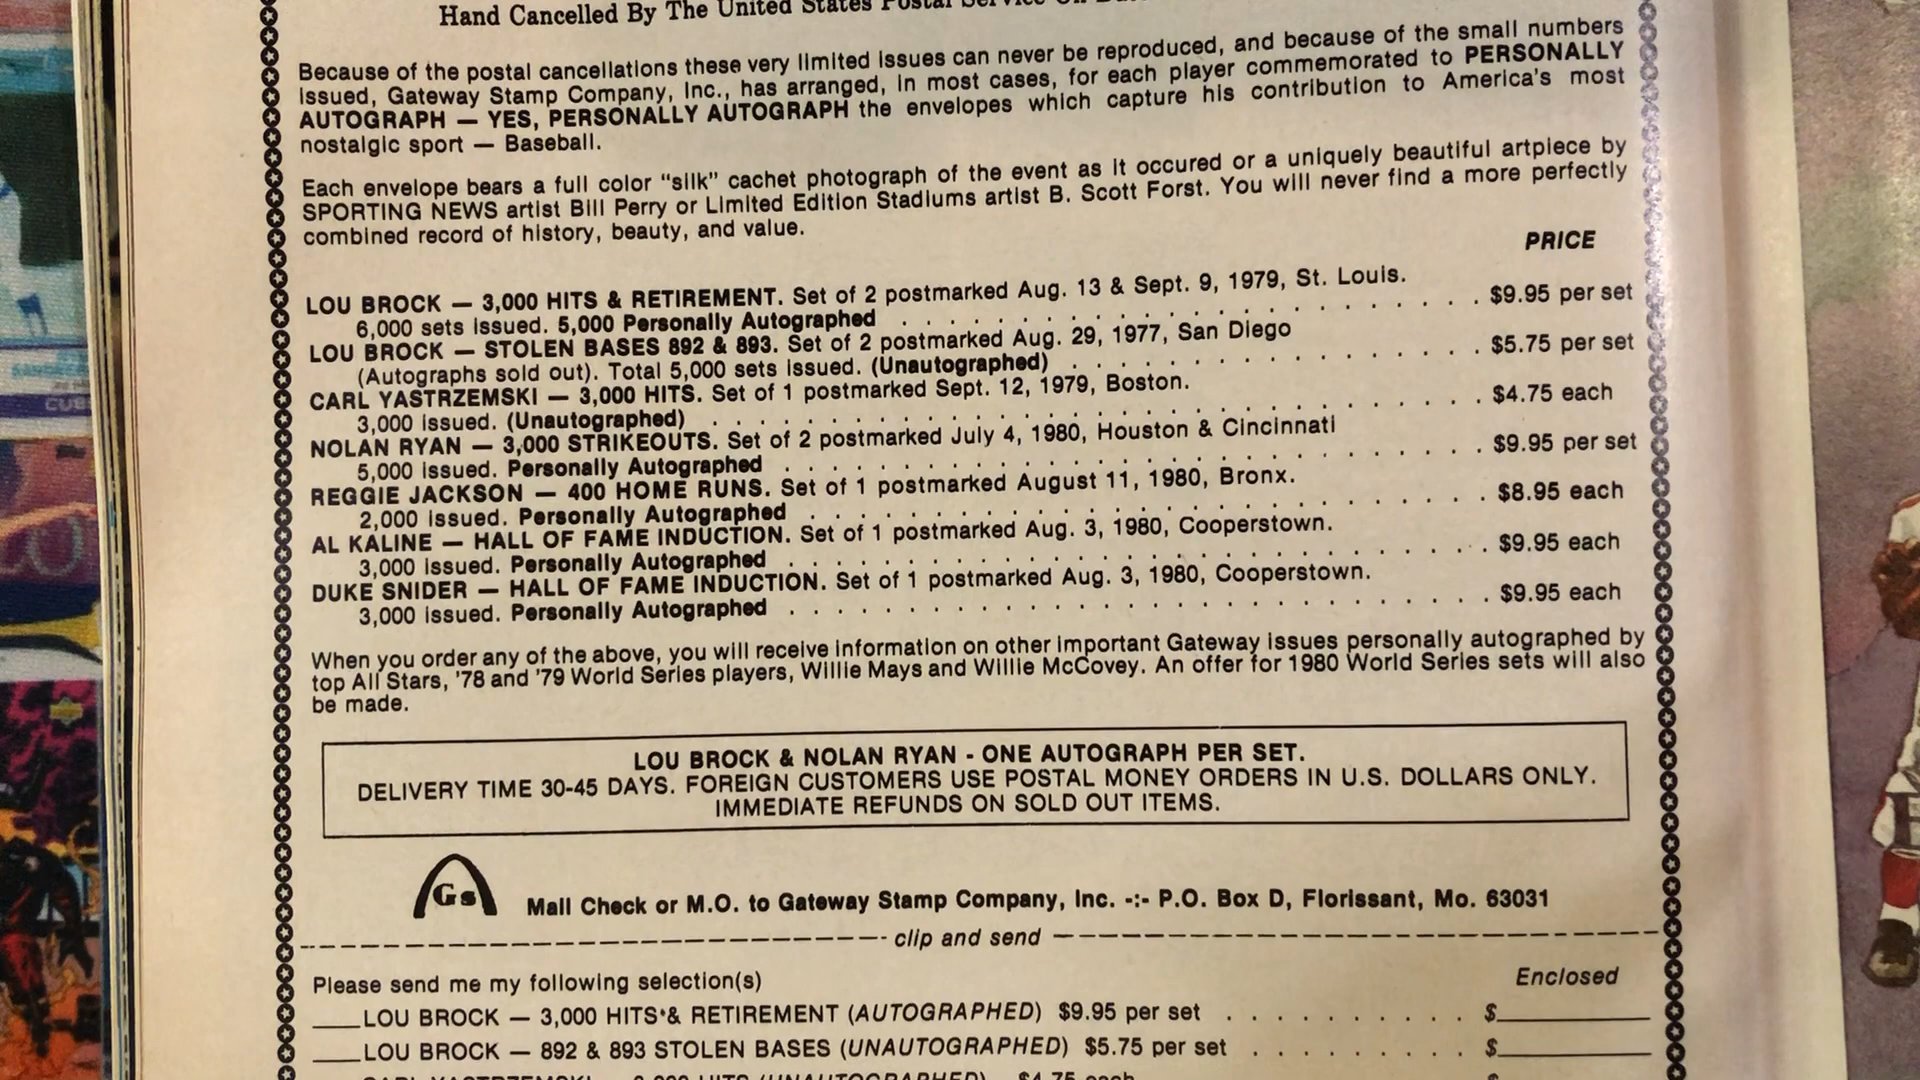 Hand Cancelled By The United States Postal Service On
Because of the postal cancellations these very limited issues can never be reproduced, and because of the small numbers
issued, Gateway Stamp Company, Inc., has arranged, in most cases, for each player commemorated to PERSONALLY
AUTOGRAPH — YES, PERSONALLY AUTOGRAPH the envelopes which capture his contribution to America's most
nostalgic sport — Baseball.
Each envelope bears a full color "silk" cachet photograph of the event as it occured or a uniquely beautiful artpiece by
SPORTING NEWS artist Bill Perry or Limited Edition Stadiums artist B. Scott Forst. You will never find a more perfectly
combined record of history, beauty, and value.
PRICE
LOU BROCK — 3,000 HITS & RETIREMENT. Set of 2 postmarked Aug. 13 & Sept. 9, 1979, St. Louis.
6,000 sets issued. 5,000 Personally Autographed . . . . . . . . . . $9.95 per set
LOU BROCK — STOLEN BASES 892 & 893. Set of 2 postmarked Aug. 29, 1977, San Diego
(Autographs sold out). Total 5,000 sets issued. (Unautographed) . . . . . . . . . . $5.75 per set
CARL YASTRZEMSKI — 3,000 HITS. Set of 1 postmarked Sept. 12, 1979, Boston.
3,000 issued. (Unautographed) . . . . . . . . . . $4.75 each
NOLAN RYAN — 3,000 STRIKEOUTS. Set of 2 postmarked July 4, 1980, Houston & Cincinnati
5,000 issued. Personally Autographed . . . . . . . . . . $9.95 per set
REGGIE JACKSON — 400 HOME RUNS. Set of 1 postmarked August 11, 1980, Bronx.
2,000 issued. Personally Autographed . . . . . . . . . . $8.95 each
AL KALINE — HALL OF FAME INDUCTION. Set of 1 postmarked Aug. 3, 1980, Cooperstown.
3,000 issued. Personally Autographed . . . . . . . . . . $9.95 each
DUKE SNIDER — HALL OF FAME INDUCTION. Set of 1 postmarked Aug. 3, 1980, Cooperstown.
3,000 issued. Personally Autographed . . . . . . . . . . $9.95 each
When you order any of the above, you will receive information on other important Gateway issues personally autographed by
top All Stars, '78 and '79 World Series players, Willie Mays and Willie McCovey. An offer for 1980 World Series sets will also
be made.
LOU BROCK & NOLAN RYAN - ONE AUTOGRAPH PER SET.
DELIVERY TIME 30-45 DAYS. FOREIGN CUSTOMERS USE POSTAL MONEY ORDERS IN U.S. DOLLARS ONLY.
IMMEDIATE REFUNDS ON SOLD OUT ITEMS.
Gs
Mail Check or M.O. to Gateway Stamp Company, Inc. -:- P.O. Box D, Florissant, Mo. 63031
clip and send
Please send me my following selection(s) Enclosed
___LOU BROCK — 3,000 HITS & RETIREMENT (AUTOGRAPHED) $9.95 per set . . . . . . . . . . $________
___LOU BROCK — 892 & 893 STOLEN BASES (UNAUTOGRAPHED) $5.75 per set . . . . . . . . . $________
CARL YASTRZEMSKI — 3,000 HITS (UNAUTOGRAPHED) $4.75 each